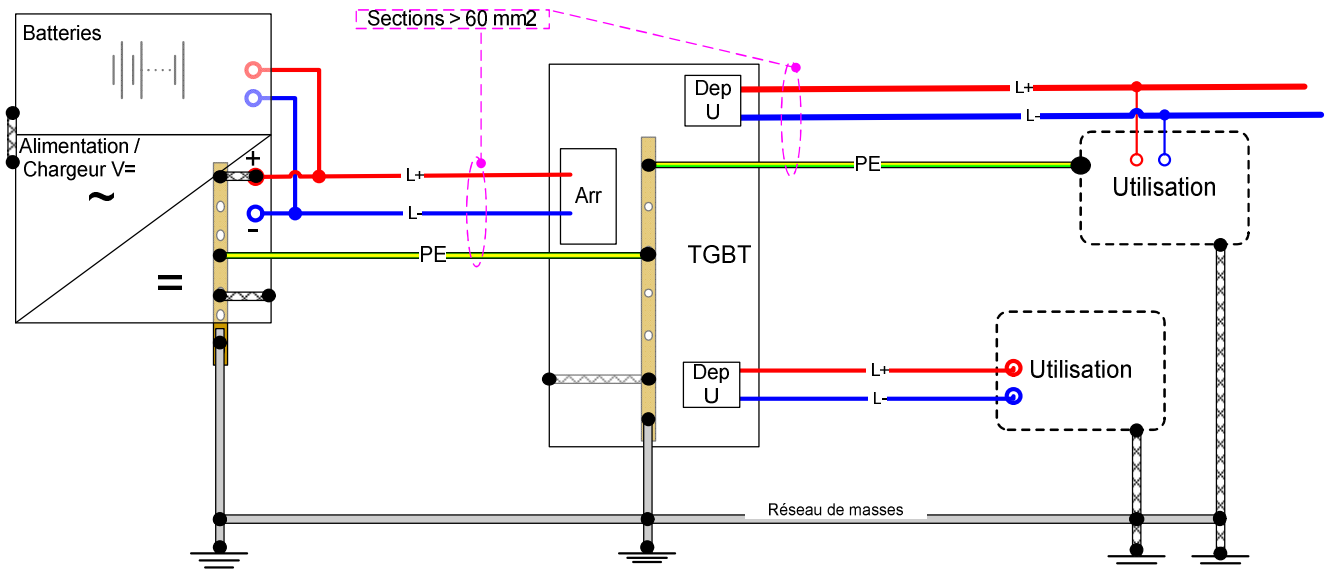 Sections > 60 mm2
Batteries
Alimentation /
Chargeur V=
~
=
+
-
L+
L-
PE
Arr
TGBT
Dep
U
L+
L-
PE
Utilisation
Dep
U
L+
L-
Utilisation
Réseau de masses